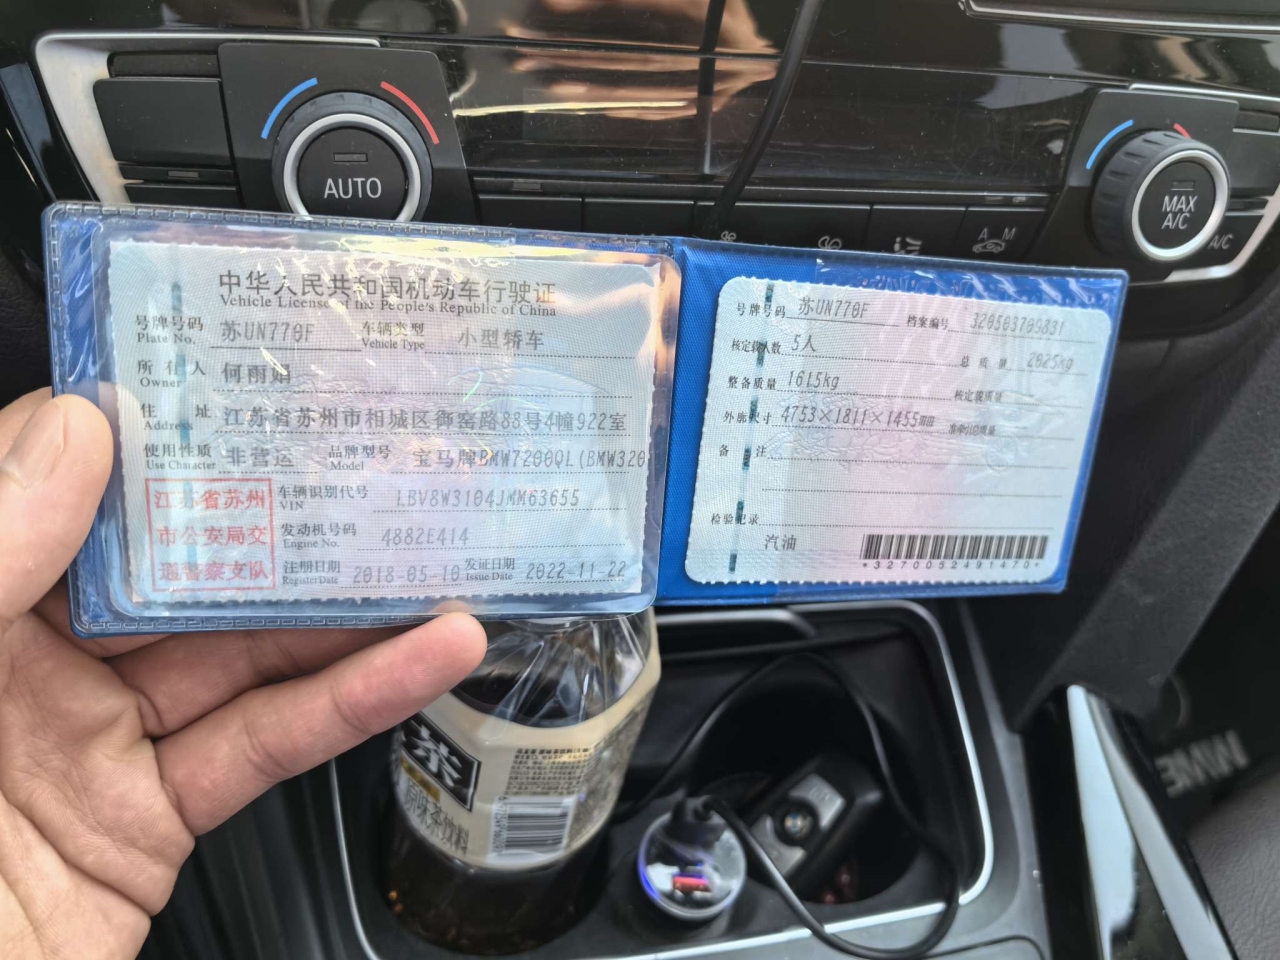 AUTO
MAX
A/C
A/C
A M
中华人民共和国机动车行驶证
Vehicle License of the People's Republic of China
号牌号码 苏UN770F 车辆类型 小型轿车
Plate No. Vehicle Type
所有人 何雨娟
Owner
住址 江苏省苏州市相城区御窑路88号4幢922室
Address
使用性质 非营运 品牌型号 宝马牌BMW7200QL(BMW320
Use Character Model
江苏省苏州
市公安局交
通警察支队
车辆识别代号 LBV8W3104JMM63655
VIN
发动机号码 4882E414
Engine No.
注册日期 2018-05-10 发证日期 2022-11-22
Register Date Issue Date
号牌号码 苏UN770F 档案编号 320503709831
核定载人数 5人 总质量 2025kg
整备质量 1615kg 核定载质量
外廓尺寸 4753×1811×1455mm 准牵引总质量
备注
检验记录
汽油
*3270052491470*
茶
原味茶饮料